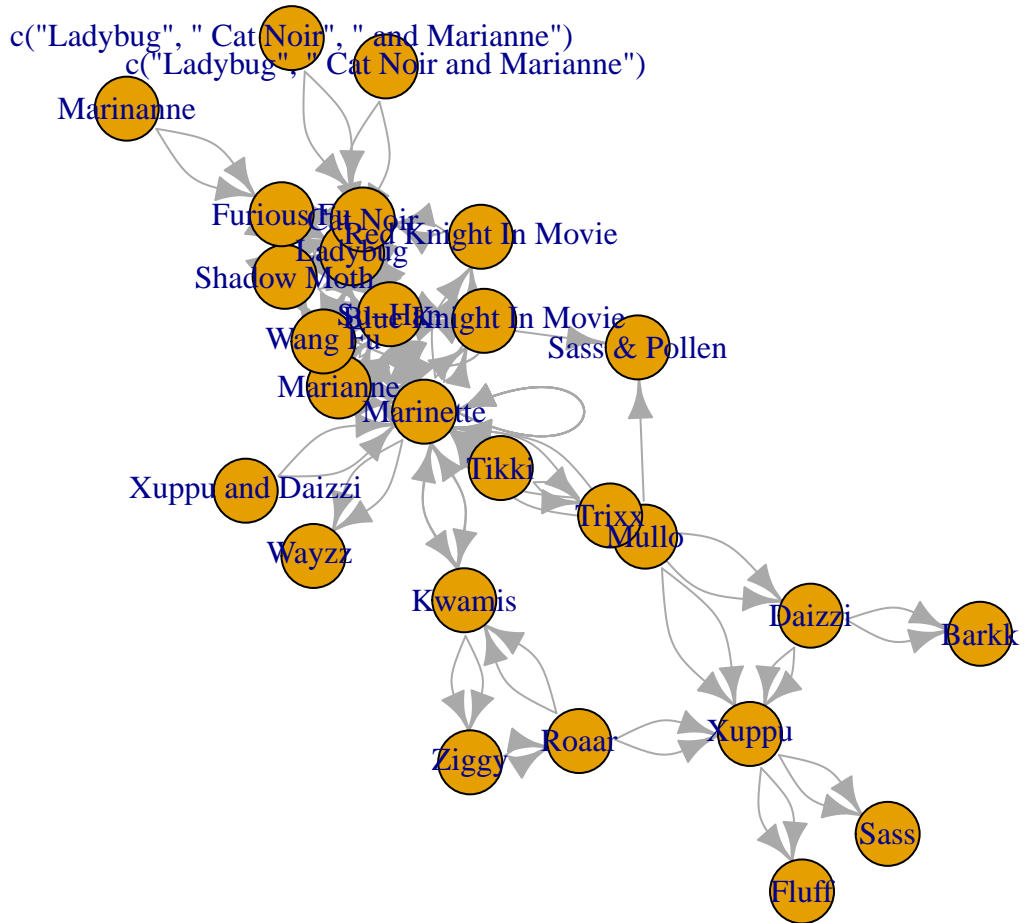 c("Ladybug", " Cat Noir", " and Marianne")
c("Ladybug", " Cat Noir and Marianne")
Marinanne
Furious Fu
Cat Noir
Red Knight In Movie
Ladybug
Shadow Moth
Su-Han
Blue Knight In Movie
Wang Fu
Sass & Pollen
Marianne
Marinette
Tikki
Xuppu and Daizzi
Trixx
Mullo
Wayzz
Kwamis
Daizzi
Barkk
Xuppu
Roaar
Ziggy
Sass
Fluff